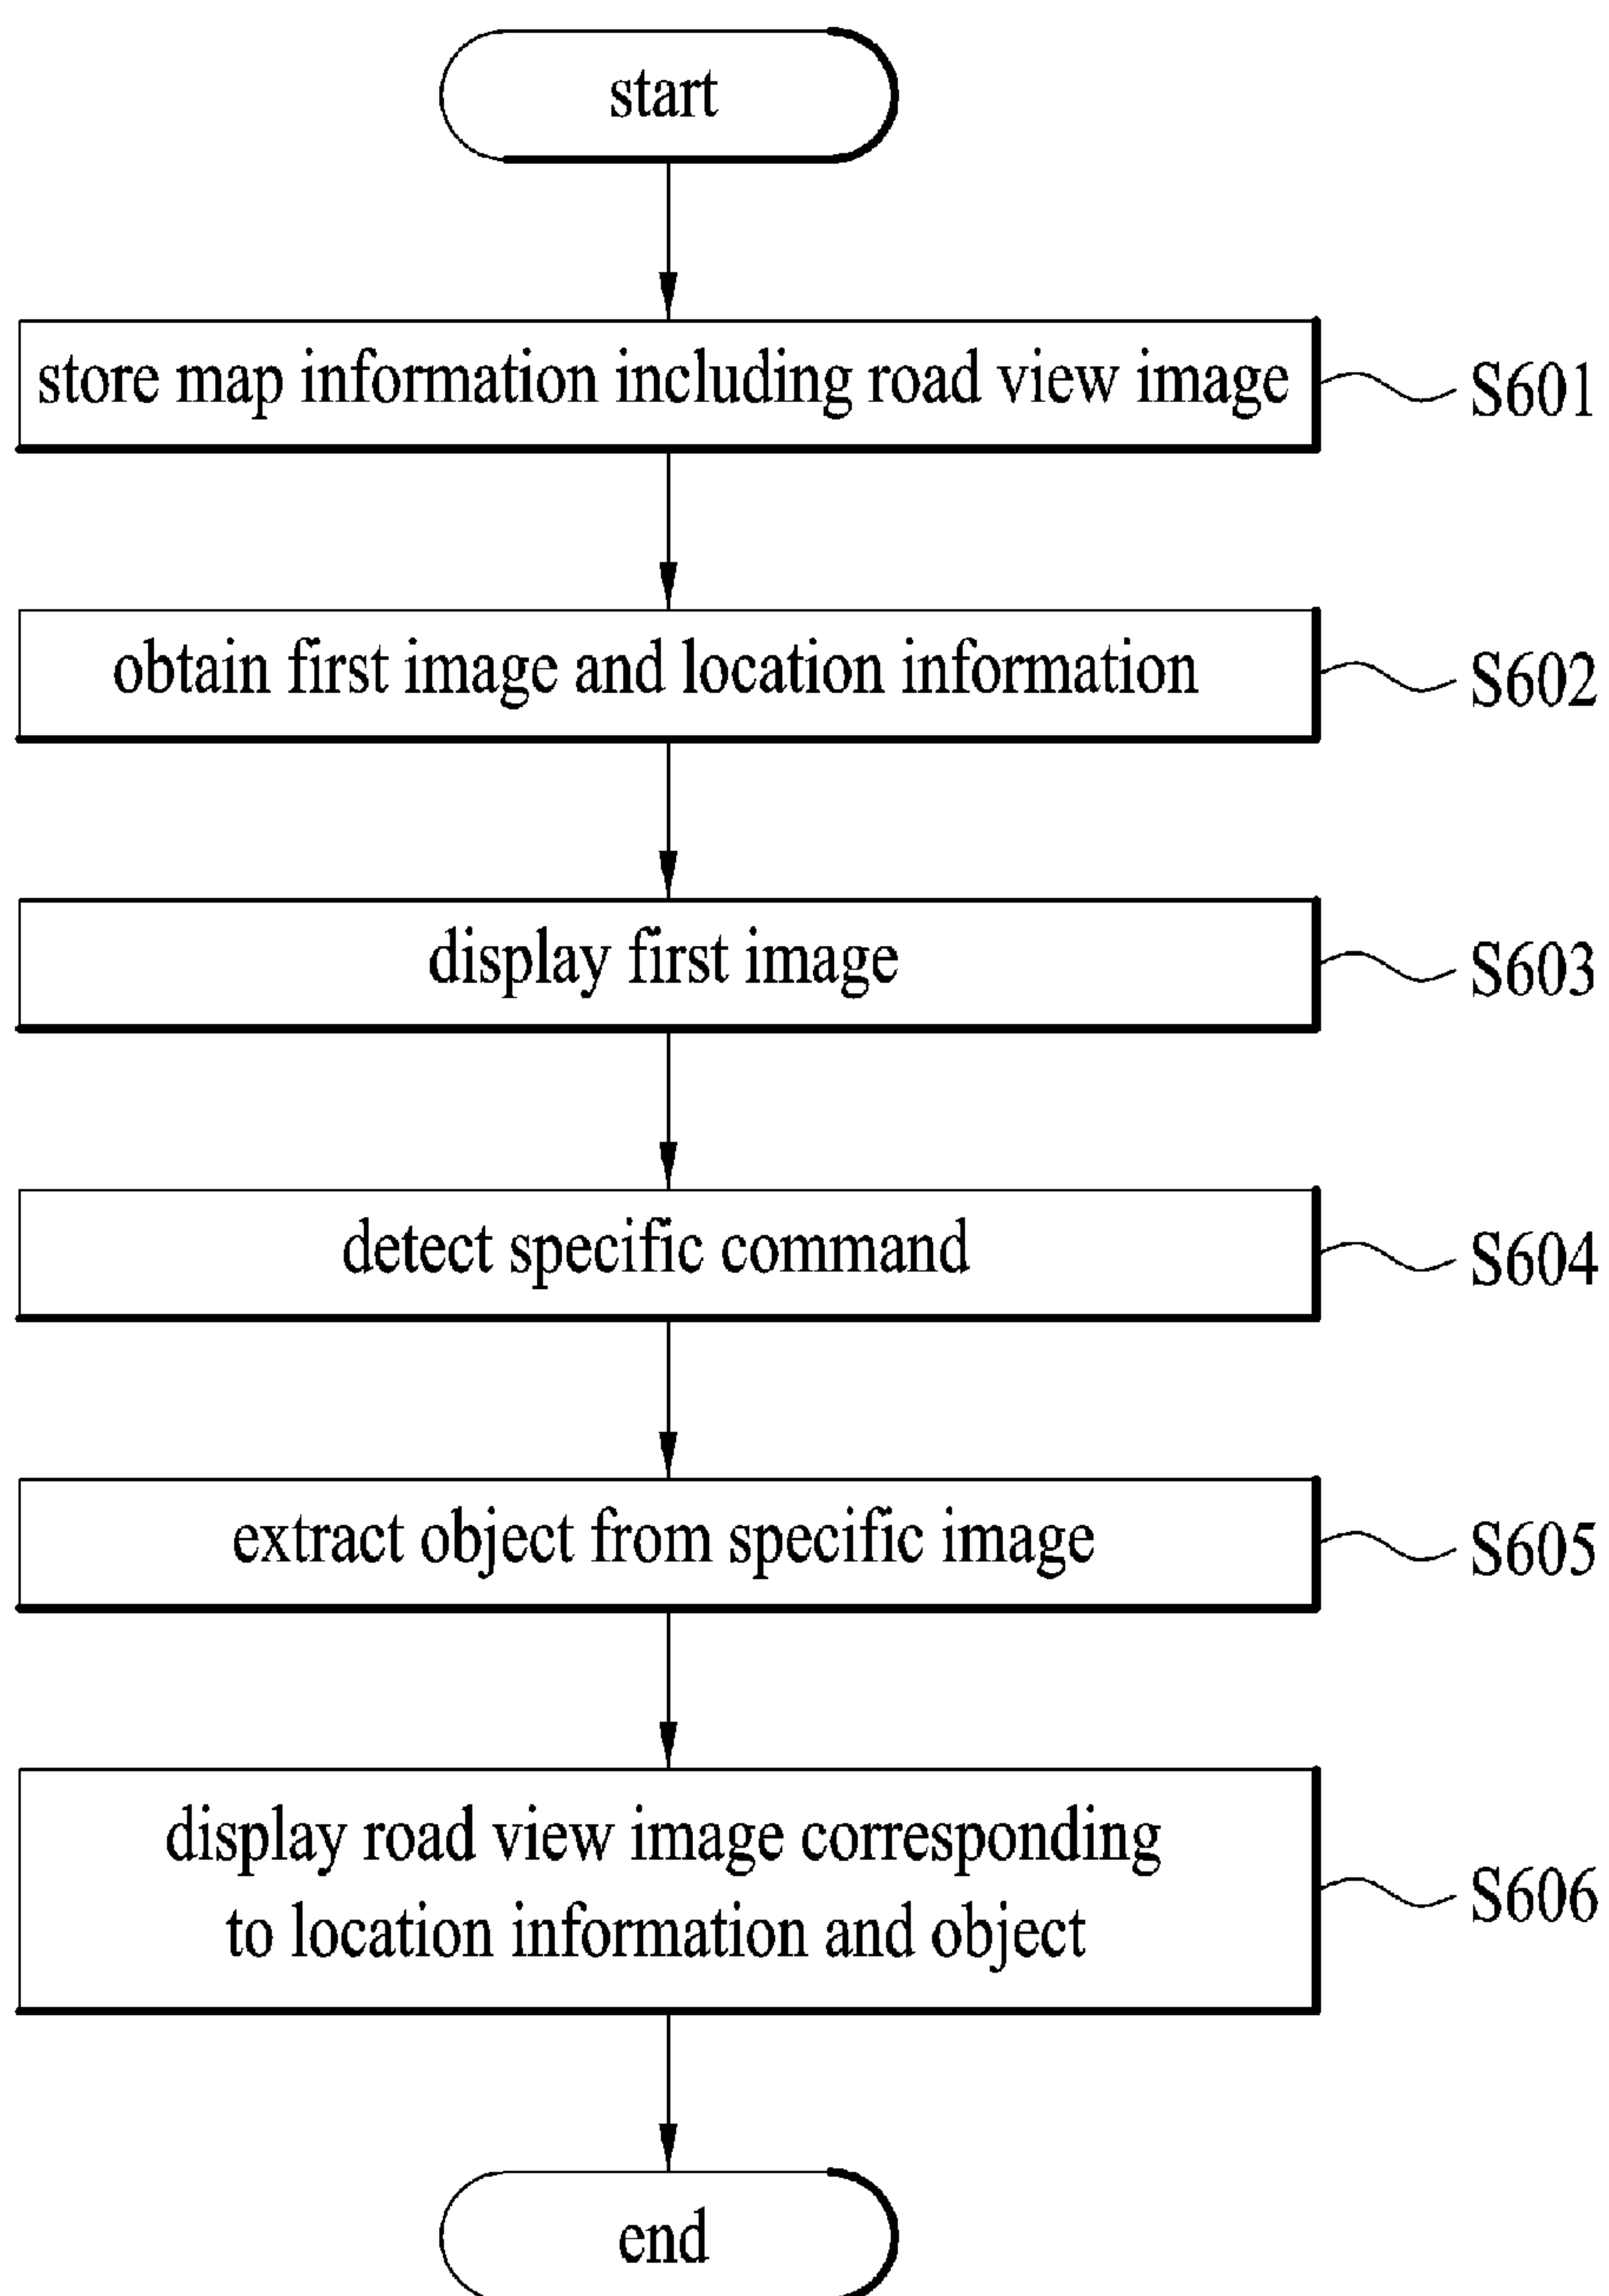 start
store map information including road view image
S601
obtain first image and location information
S602
display first image
S603
detect specific command
S604
extract object from specific image
S605
display road view image corresponding
to location information and object
S606
end